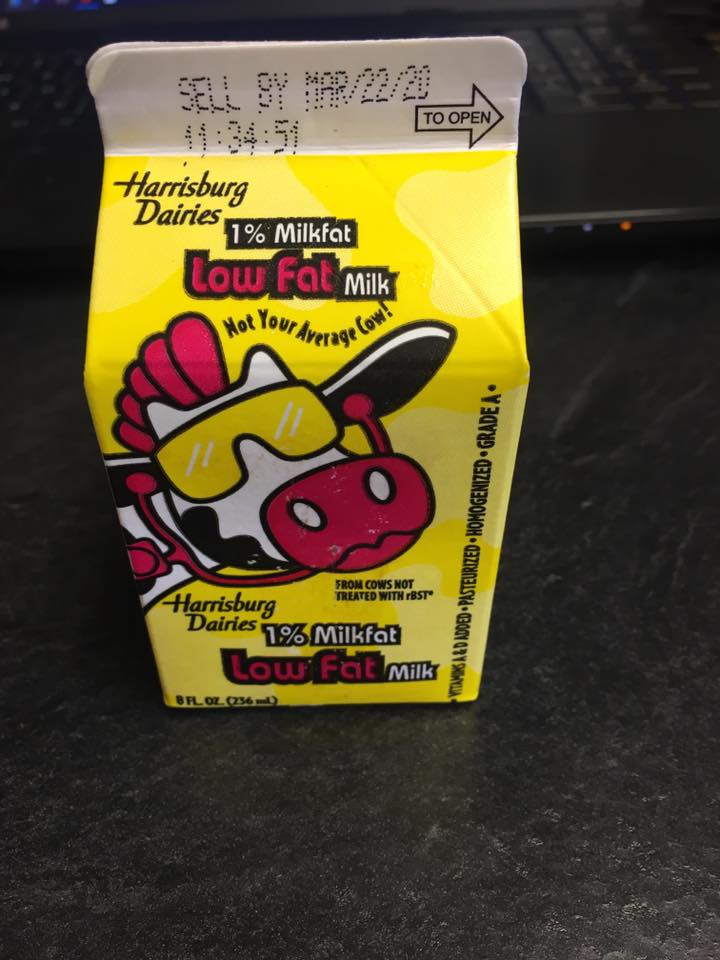 SELL BY MAR/22/20
11:34:51
TO OPEN
Harrisburg
Dairies
1% Milkfat
Low Fat Milk
Not Your Average Cow!
VITAMINS A & D ADDED • PASTEURIZED • HOMOGENIZED • GRADE A •
FROM COWS NOT
TREATED WITH rBST*
Harrisburg
Dairies
1% Milkfat
Low Fat Milk
8 FL. OZ. (236 mL)